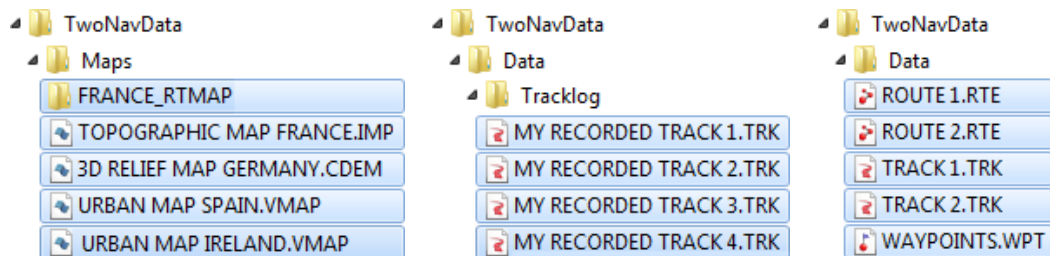 TwoNavData
Maps
FRANCE_RTMAP
TOPOGRAPHIC MAP FRANCE.IMP
3D RELIEF MAP GERMANY.CDEM
URBAN MAP SPAIN.VMAP
URBAN MAP IRELAND.VMAP
TwoNavData
Data
Tracklog
MY RECORDED TRACK 1.TRK
MY RECORDED TRACK 2.TRK
MY RECORDED TRACK 3.TRK
MY RECORDED TRACK 4.TRK
TwoNavData
Data
ROUTE 1.RTE
ROUTE 2.RTE
TRACK 1.TRK
TRACK 2.TRK
WAYPOINTS.WPT